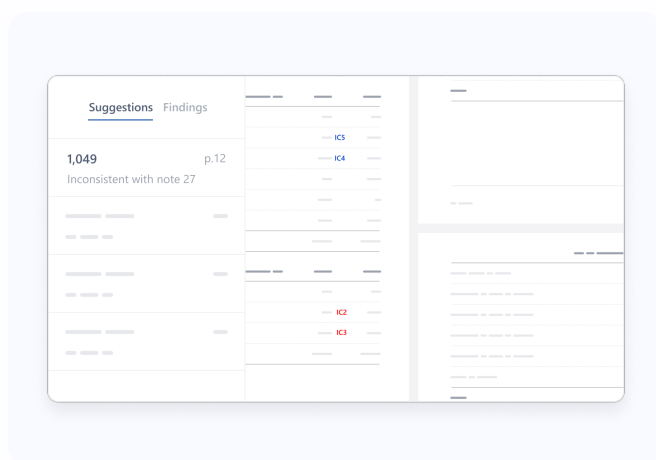 Suggestions Findings
1,049 p.12
Inconsistent with note 27
IC5
IC4
IC2
IC3